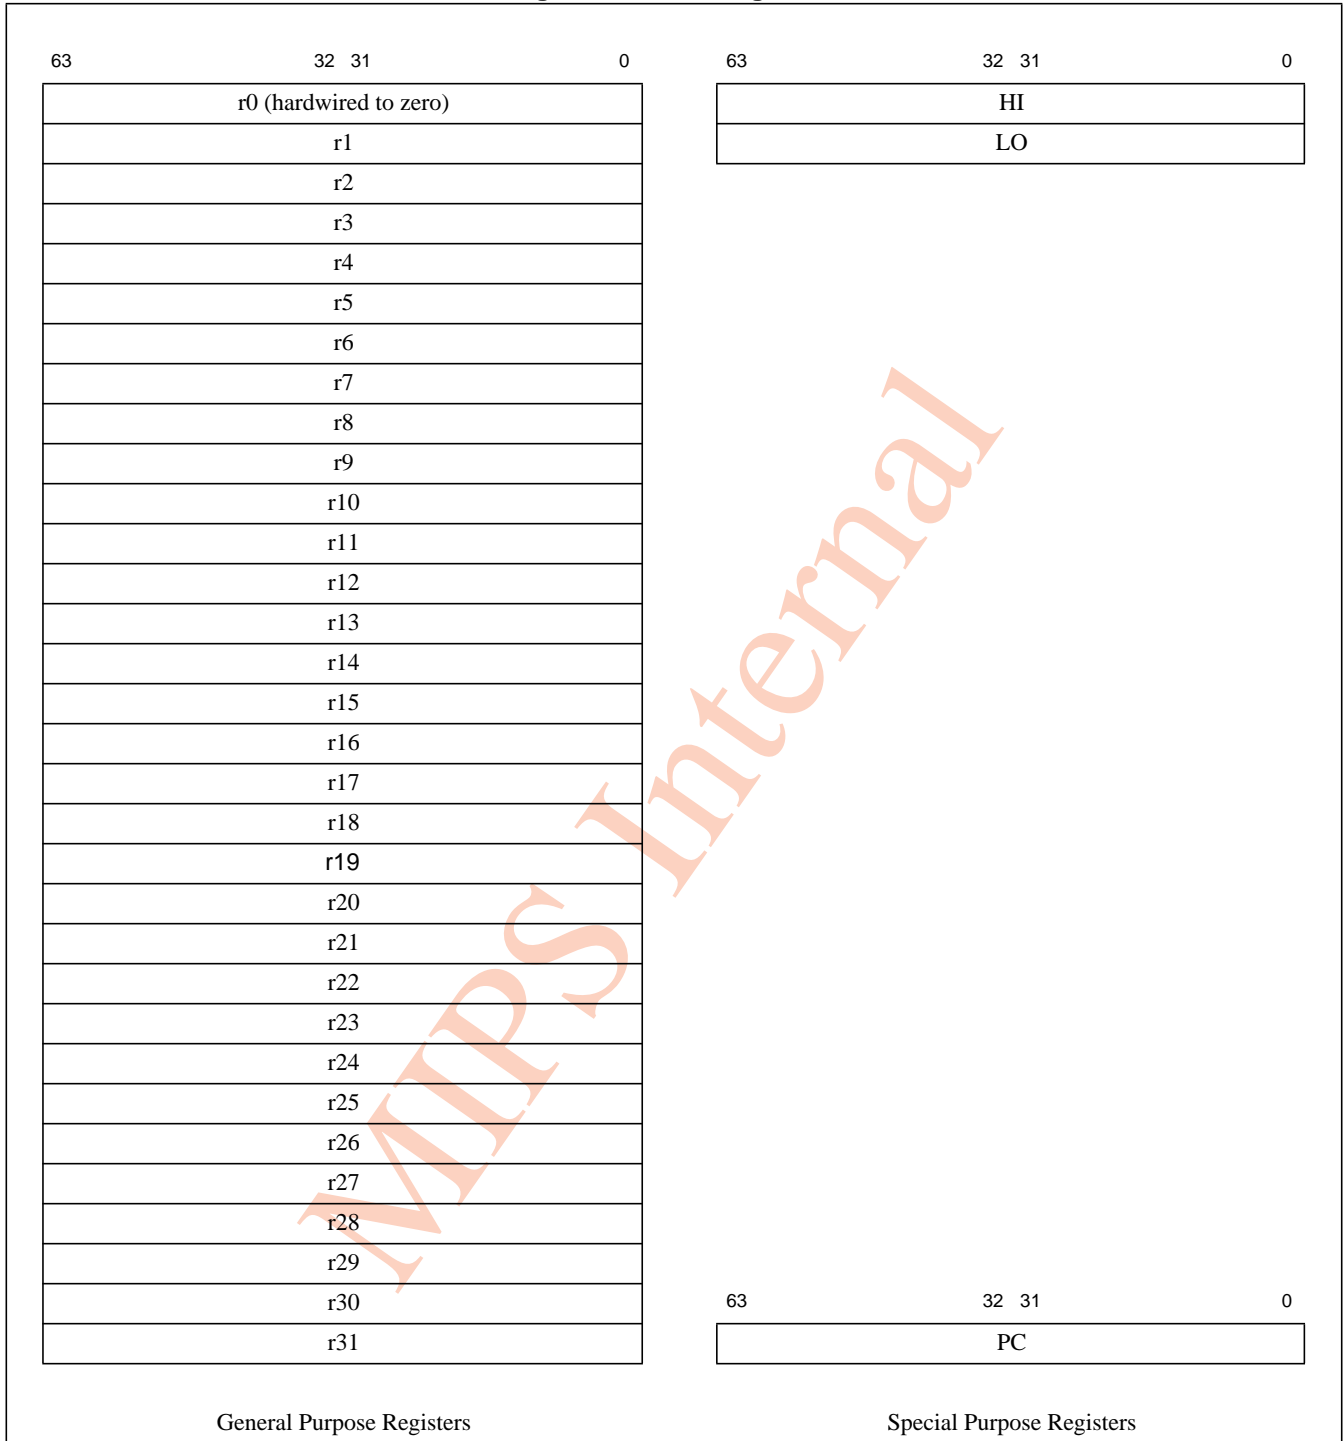 63 32 31 0
r0 (hardwired to zero)
r1
r2
r3
r4
r5
r6
r7
r8
r9
r10
r11
r12
r13
r14
r15
r16
r17
r18
r19
r20
r21
r22
r23
r24
r25
r26
r27
r28
r29
r30
r31
General Purpose Registers
63 32 31 0
HI
LO
63 32 31 0
PC
Special Purpose Registers
MIPS Internal